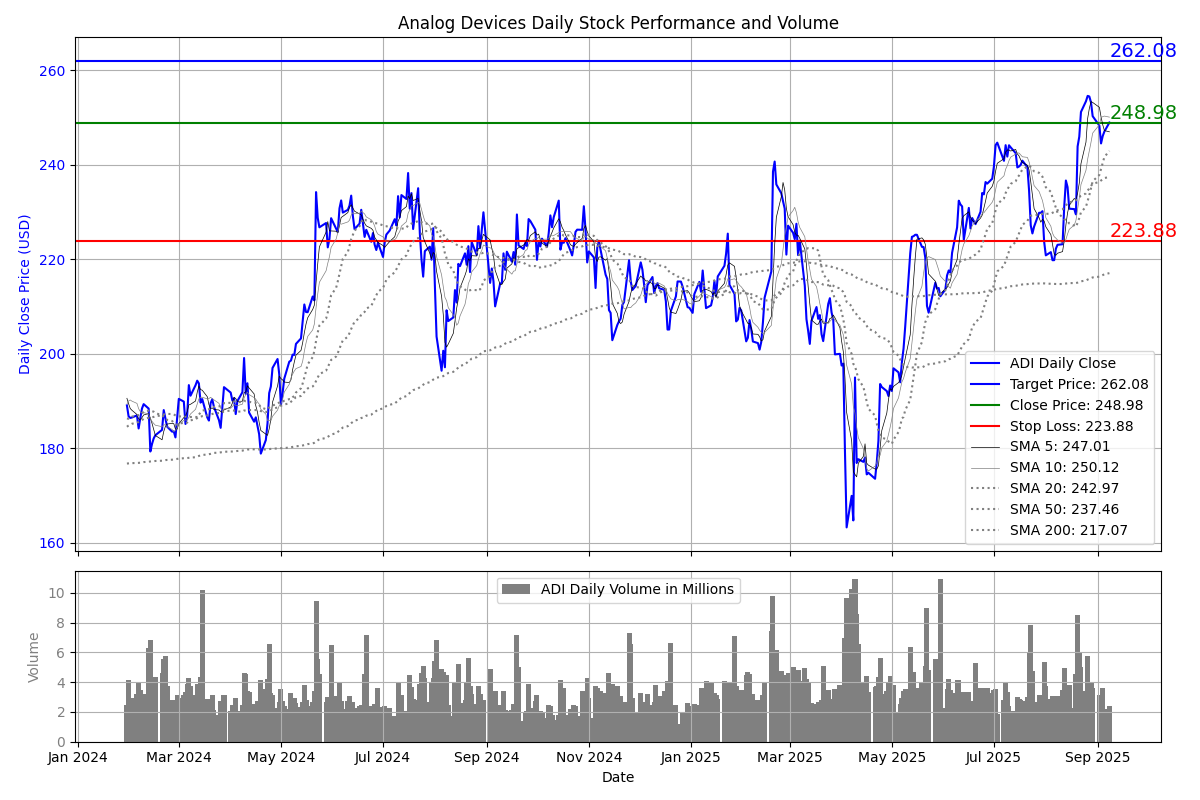 Analog Devices Daily Stock Performance and Volume
262.08
248.98
223.88
260
240
220
200
180
160
Daily Close Price (USD)
ADI Daily Close
Target Price: 262.08
Close Price: 248.98
Stop Loss: 223.88
SMA 5: 247.01
SMA 10: 250.12
SMA 20: 242.97
SMA 50: 237.46
SMA 200: 217.07
ADI Daily Volume in Millions
10
8
6
4
2
0
Volume
Jan 2024 Mar 2024 May 2024 Jul 2024 Sep 2024 Nov 2024 Jan 2025 Mar 2025 May 2025 Jul 2025 Sep 2025
Date